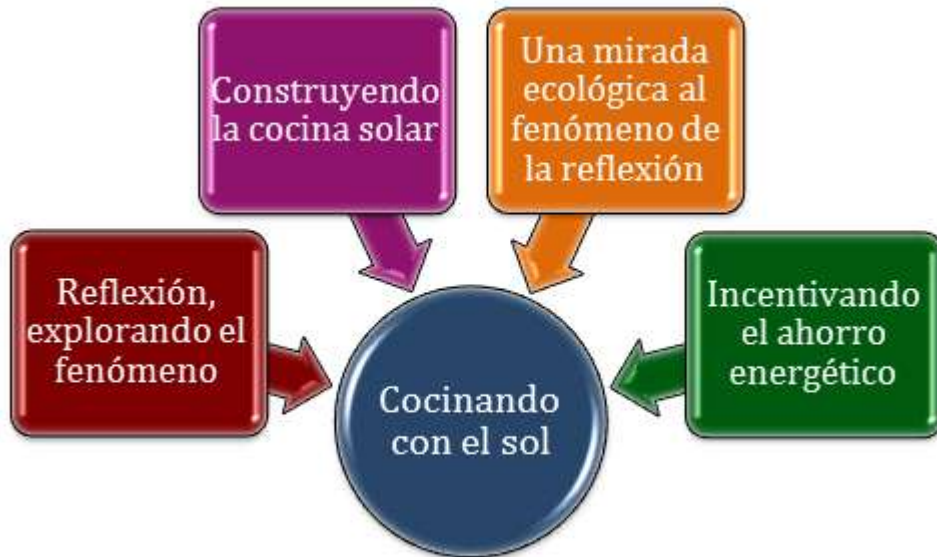 Construyendo
la cocina solar
Una mirada
ecológica al
fenómeno de
la reflexión
Reflexión,
explorando el
fenómeno
Incentivando
el ahorro
energético
Cocinando
con el sol